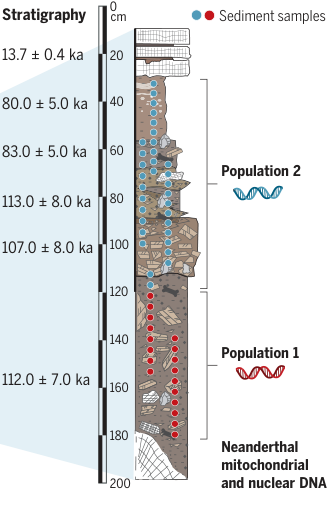 Stratigraphy
0
cm
Sediment samples
13.7 ± 0.4 ka
20
80.0 ± 5.0 ka
40
83.0 ± 5.0 ka
60
Population 2
113.0 ± 8.0 ka
80
107.0 ± 8.0 ka
100
120
140
Population 1
112.0 ± 7.0 ka
160
180
Neanderthal
mitochondrial
and nuclear DNA
200